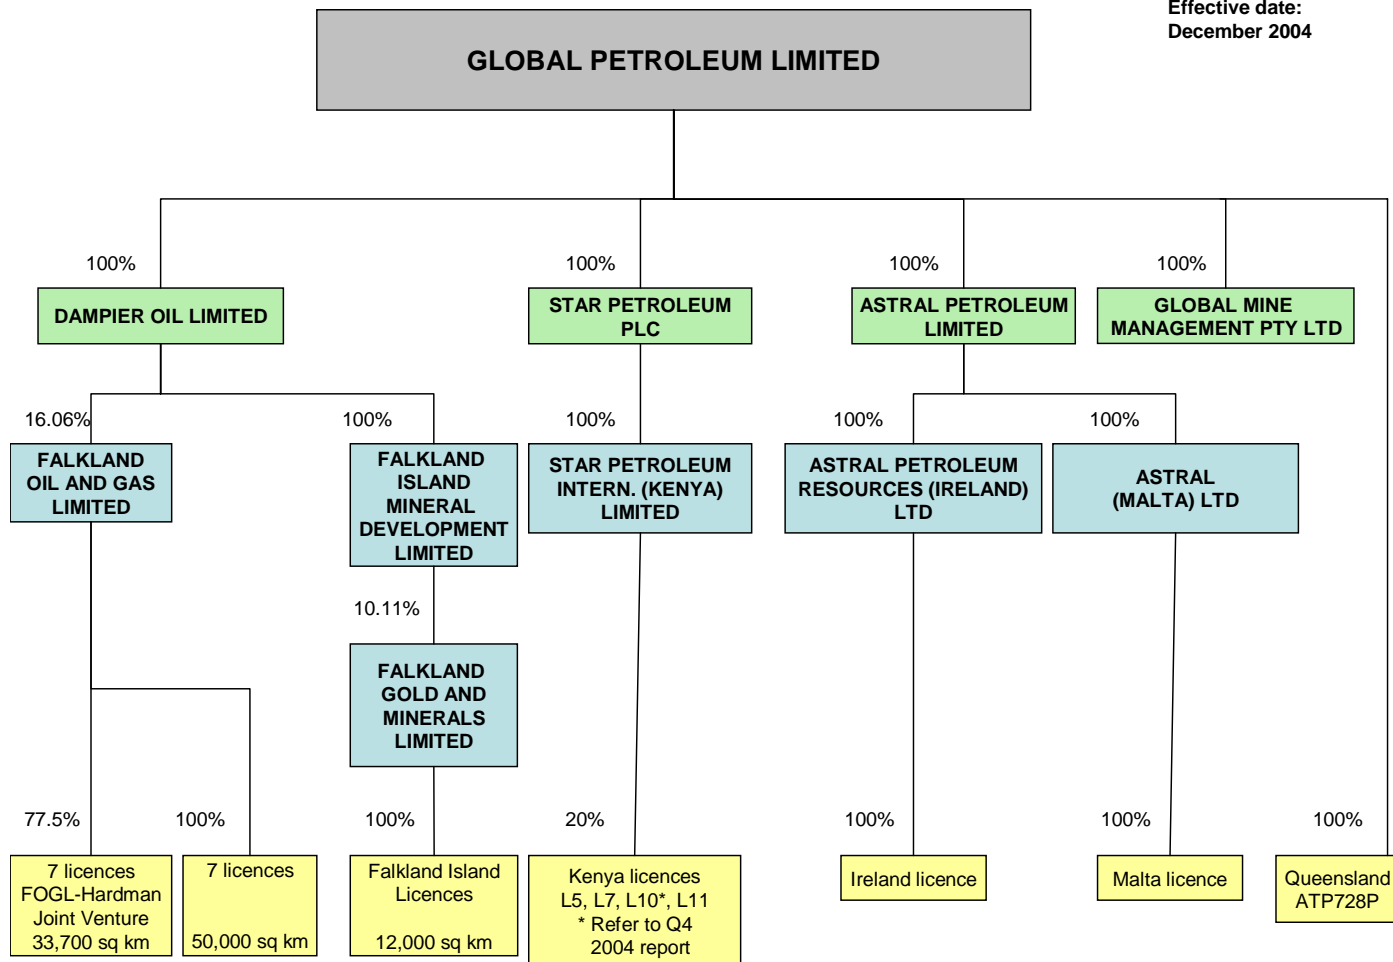 Effective date:
December 2004
GLOBAL PETROLEUM LIMITED
100%
100%
100%
100%
DAMPIER OIL LIMITED
STAR PETROLEUM
PLC
ASTRAL PETROLEUM
LIMITED
GLOBAL MINE
MANAGEMENT PTY LTD
16.06%
100%
100%
100%
100%
FALKLAND
OIL AND GAS
LIMITED
FALKLAND
ISLAND
MINERAL
DEVELOPMENT
LIMITED
STAR PETROLEUM
INTERN. (KENYA)
LIMITED
ASTRAL PETROLEUM
RESOURCES (IRELAND)
LTD
ASTRAL
(MALTA) LTD
10.11%
FALKLAND
GOLD AND
MINERALS
LIMITED
77.5%
100%
100%
20%
100%
100%
100%
7 licences
FOGL-Hardman
Joint Venture
33,700 sq km
7 licences
50,000 sq km
Falkland Island
Licences
12,000 sq km
Kenya licences
L5, L7, L10*, L11
* Refer to Q4
2004 report
Ireland licence
Malta licence
Queensland
ATP728P